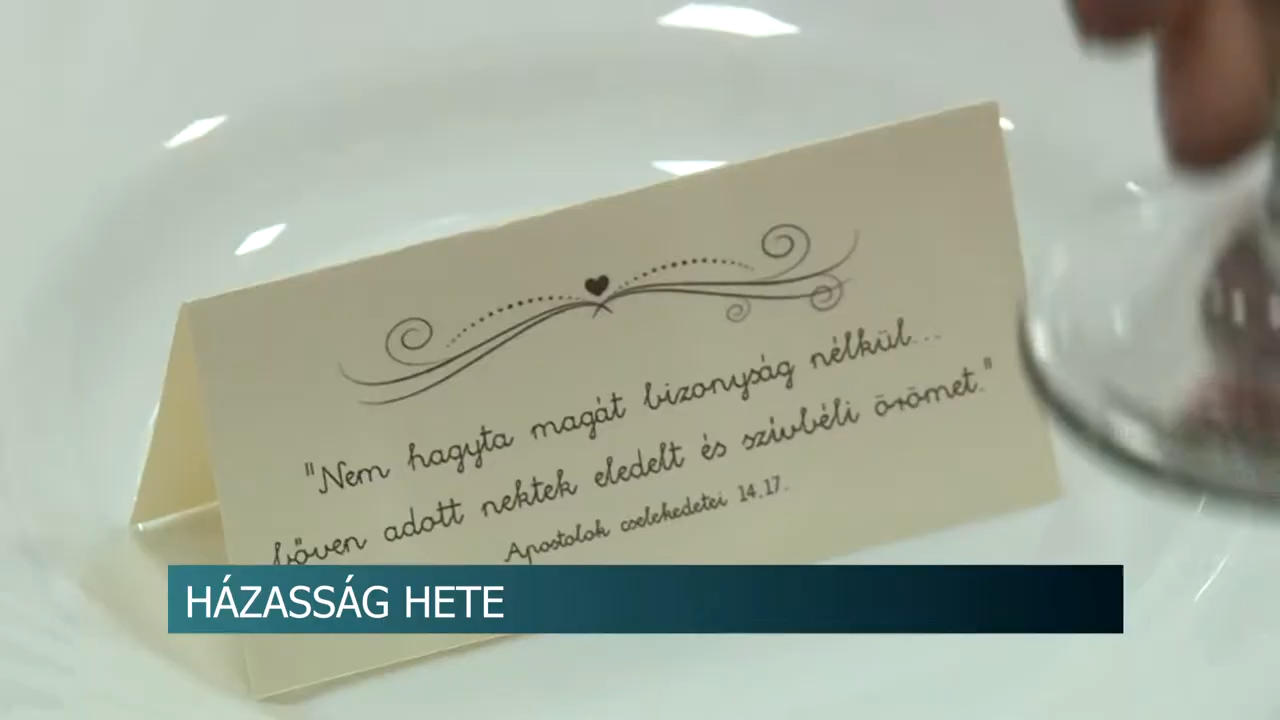 "Nem hagyta magát bizonyság nélkül...
bőven adott nektek eledelt és szívbéli örömet."
Apostolok cselekedetei 14.17.
HÁZASSÁG HETE